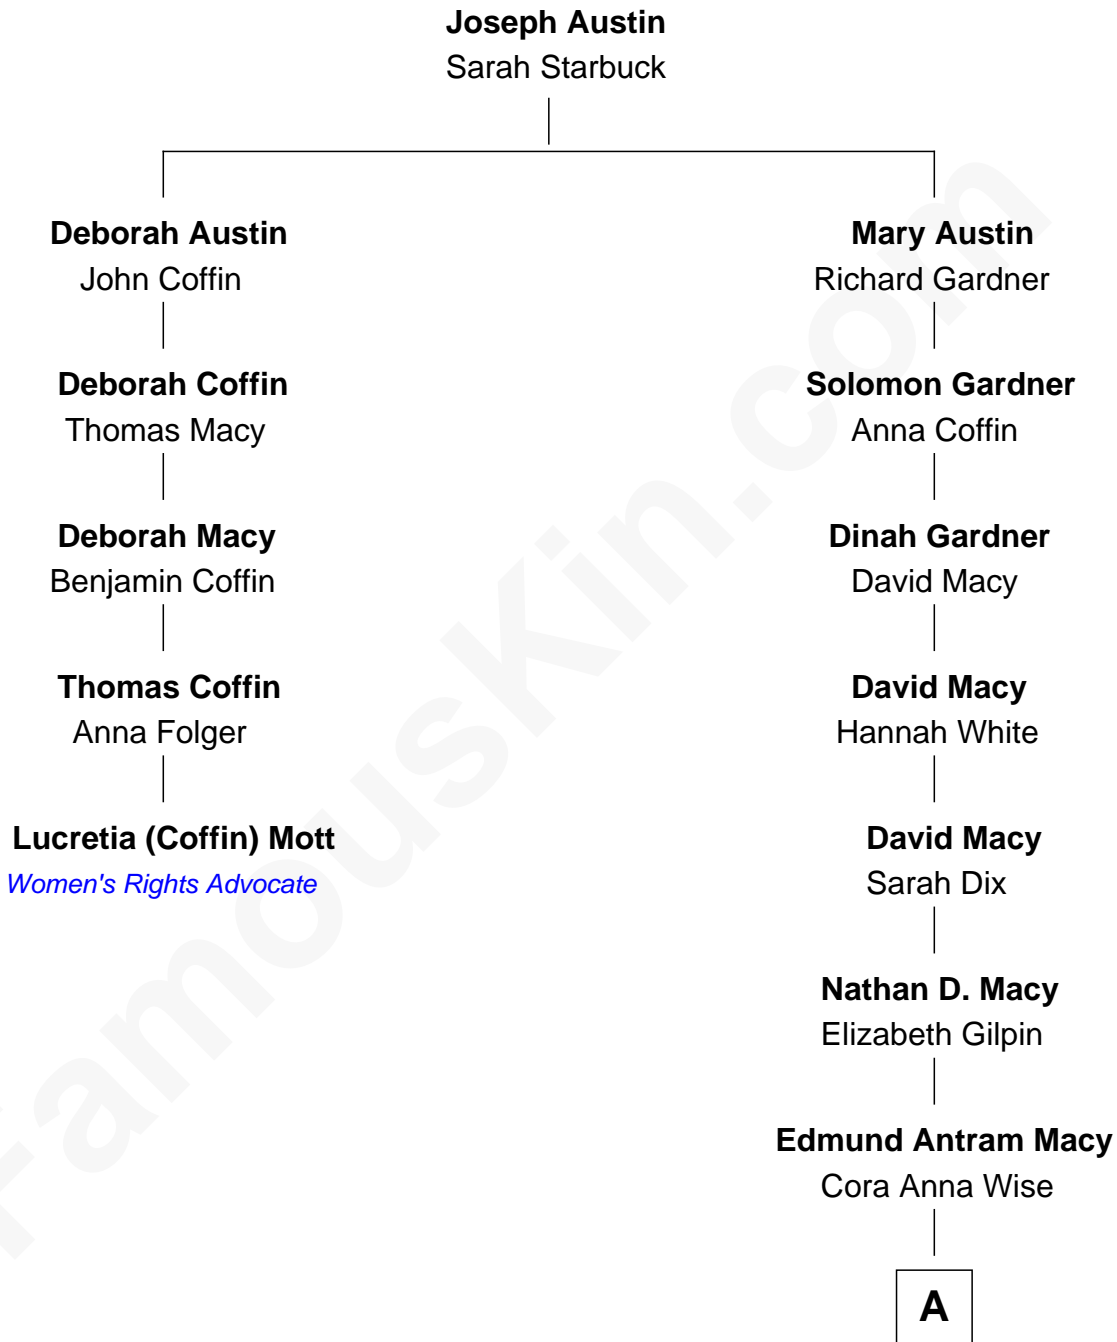 Joseph Austin
Sarah Starbuck
Deborah Austin
John Coffin
Mary Austin
Richard Gardner
Deborah Coffin
Thomas Macy
Solomon Gardner
Anna Coffin
Deborah Macy
Benjamin Coffin
Dinah Gardner
David Macy
Thomas Coffin
Anna Folger
David Macy
Hannah White
Lucretia (Coffin) Mott
Women's Rights Advocate
David Macy
Sarah Dix
Nathan D. Macy
Elizabeth Gilpin
Edmund Antram Macy
Cora Anna Wise
A
FamousKin.com